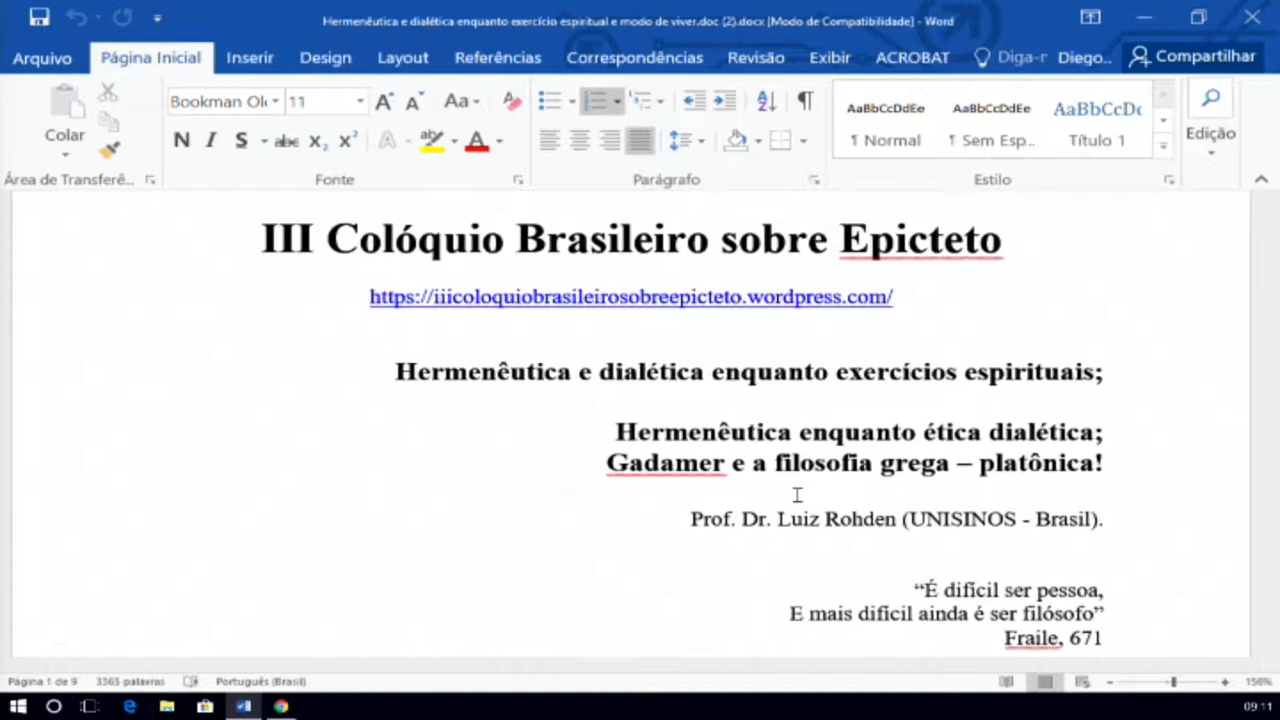 Hermenêutica e dialética enquanto exercício espiritual e modo de viver.doc (2).docx [Modo de Compatibilidade] - Word
Arquivo Página Inicial Inserir Design Layout Referências Correspondências Revisão Exibir ACROBAT Diga-r Diego... Compartilhar
Bookman Ol 11 Aa AaBbCcDdEe AaBbCcDdEe AaBbCcDc
Colar N I S abc X₂ X² A A ¶ Normal ¶ Sem Esp... Título 1 Edição
Área de Transferê... Fonte Parágrafo Estilo
III Colóquio Brasileiro sobre Epicteto
https://iiicoloquiobrasileirosobreepicteto.wordpress.com/
Hermenêutica e dialética enquanto exercícios espirituais;
Hermenêutica enquanto ética dialética;
Gadamer e a filosofia grega – platônica!
Prof. Dr. Luiz Rohden (UNISINOS - Brasil).
“É difícil ser pessoa,
E mais difícil ainda é ser filósofo”
Fraile, 671
Página 1 de 9 3365 palavras Português (Brasil) 156%
09:11